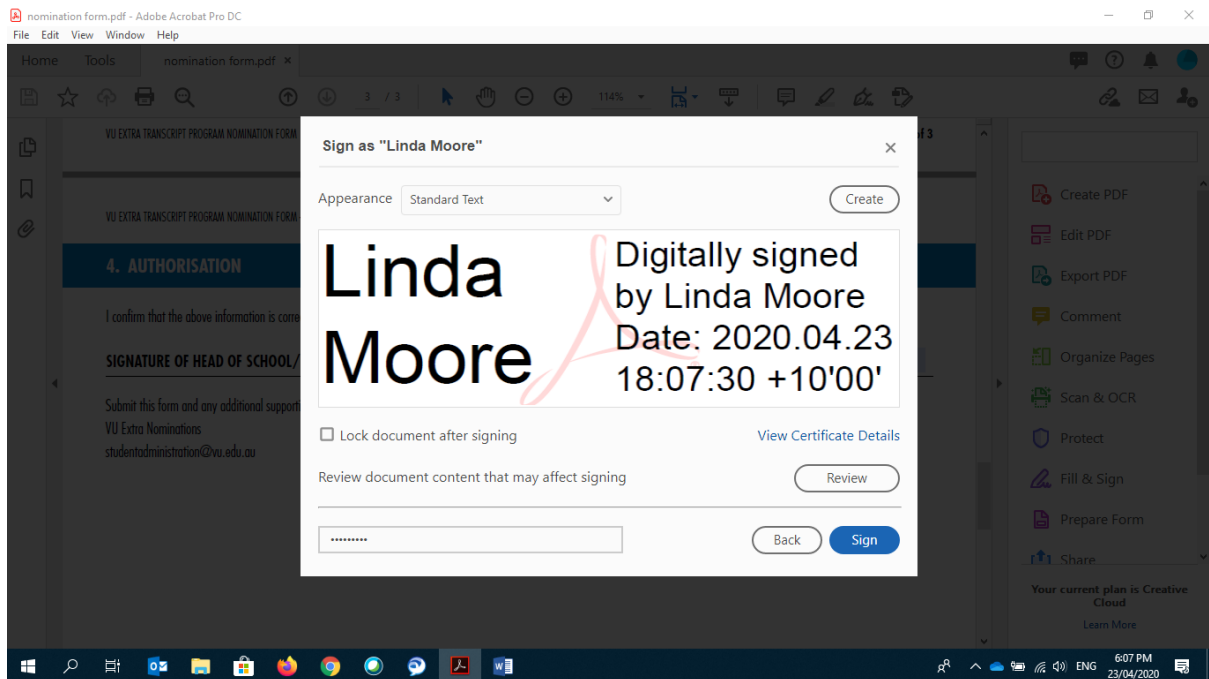 nomination form.pdf - Adobe Acrobat Pro DC
File Edit View Window Help
Home Tools nomination form.pdf ×
3 / 3 114%
VU EXTRA TRANSCRIPT PROGRAM NOMINATION FORM of 3
VU EXTRA TRANSCRIPT PROGRAM NOMINATION FORM
4. AUTHORISATION
I confirm that the above information is corre
SIGNATURE OF HEAD OF SCHOOL/
Submit this form and any additional supporti
VU Extra Nominations
studentadministration@vu.edu.au
Sign as "Linda Moore"
Appearance Standard Text Create
Linda
Moore
Digitally signed
by Linda Moore
Date: 2020.04.23
18:07:30 +10'00'
Lock document after signing View Certificate Details
Review document content that may affect signing Review
Back Sign
Create PDF
Edit PDF
Export PDF
Comment
Organize Pages
Scan & OCR
Protect
Fill & Sign
Prepare Form
Share
Your current plan is Creative
Cloud
Learn More
ENG 6:07 PM
23/04/2020